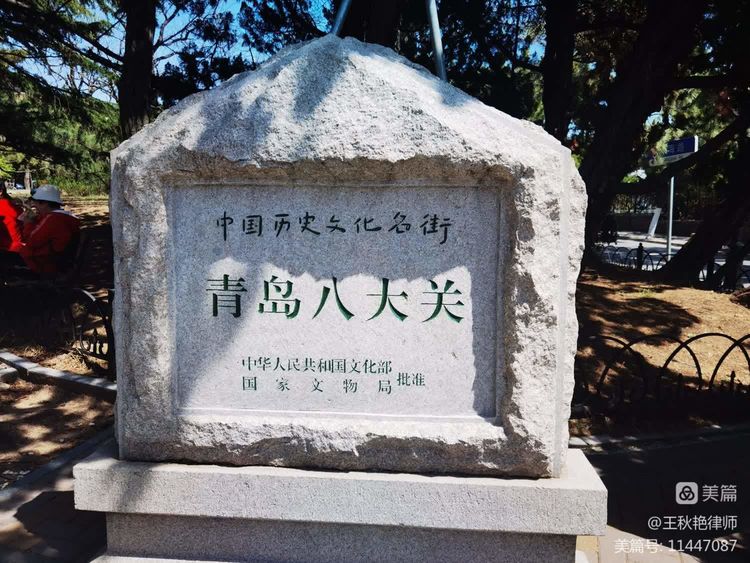 中国历史文化名街
青岛八大关
中华人民共和国文化部
国家文物局
批准
美篇
@王秋艳律师
美篇号: 11447087